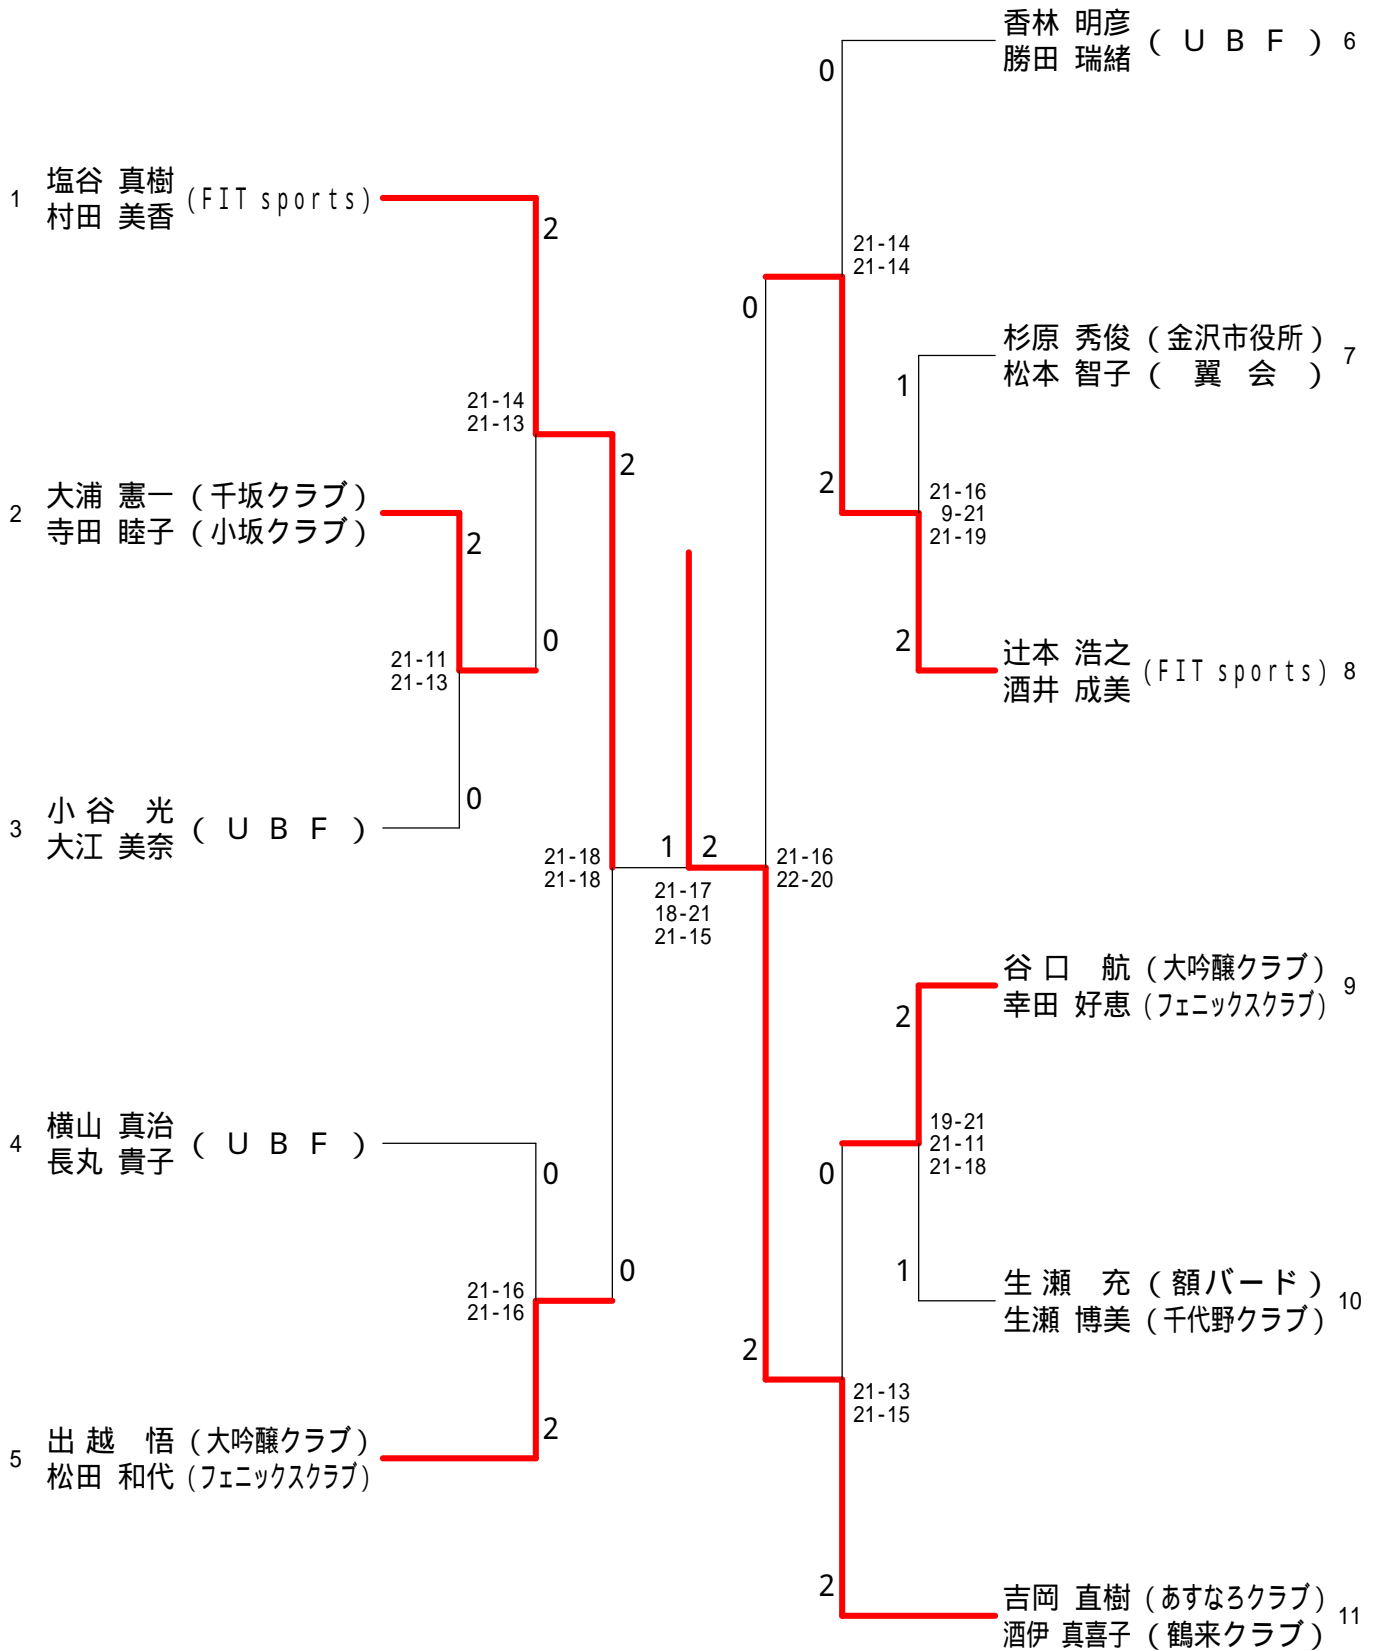 香林 明彦
勝田 瑞緒
( U B F ) 6
0
1
塩谷 真樹
村田 美香
(FIT sports)
2
21-14
21-14
0
杉原 秀俊 (金沢市役所)
松本 智子 ( 翼 会 )
7
1
21-14
21-13
2
2
大浦 憲一 (千坂クラブ)
寺田 睦子 (小坂クラブ)
2
2
21-16
9-21
21-19
0
2
辻本 浩之
酒井 成美
(FIT sports) 8
21-11
21-13
3
小谷 光
大江 美奈
( U B F )
0
21-18
21-18
1 2
21-17
18-21
21-15
21-16
22-20
谷口 航 (大吟醸クラブ)
幸田 好恵 (フェニックスクラブ)
9
2
4
横山 真治
長丸 貴子
( U B F )
0
19-21
21-11
21-18
0
0
1
21-16
21-16
生瀬 充 (額バード)
生瀬 博美 (千代野クラブ)
10
2
21-13
21-15
5
出越 悟 (大吟醸クラブ)
松田 和代 (フェニックスクラブ)
2
2
吉岡 直樹 (あすなろクラブ)
酒伊 真喜子 (鶴来クラブ)
11